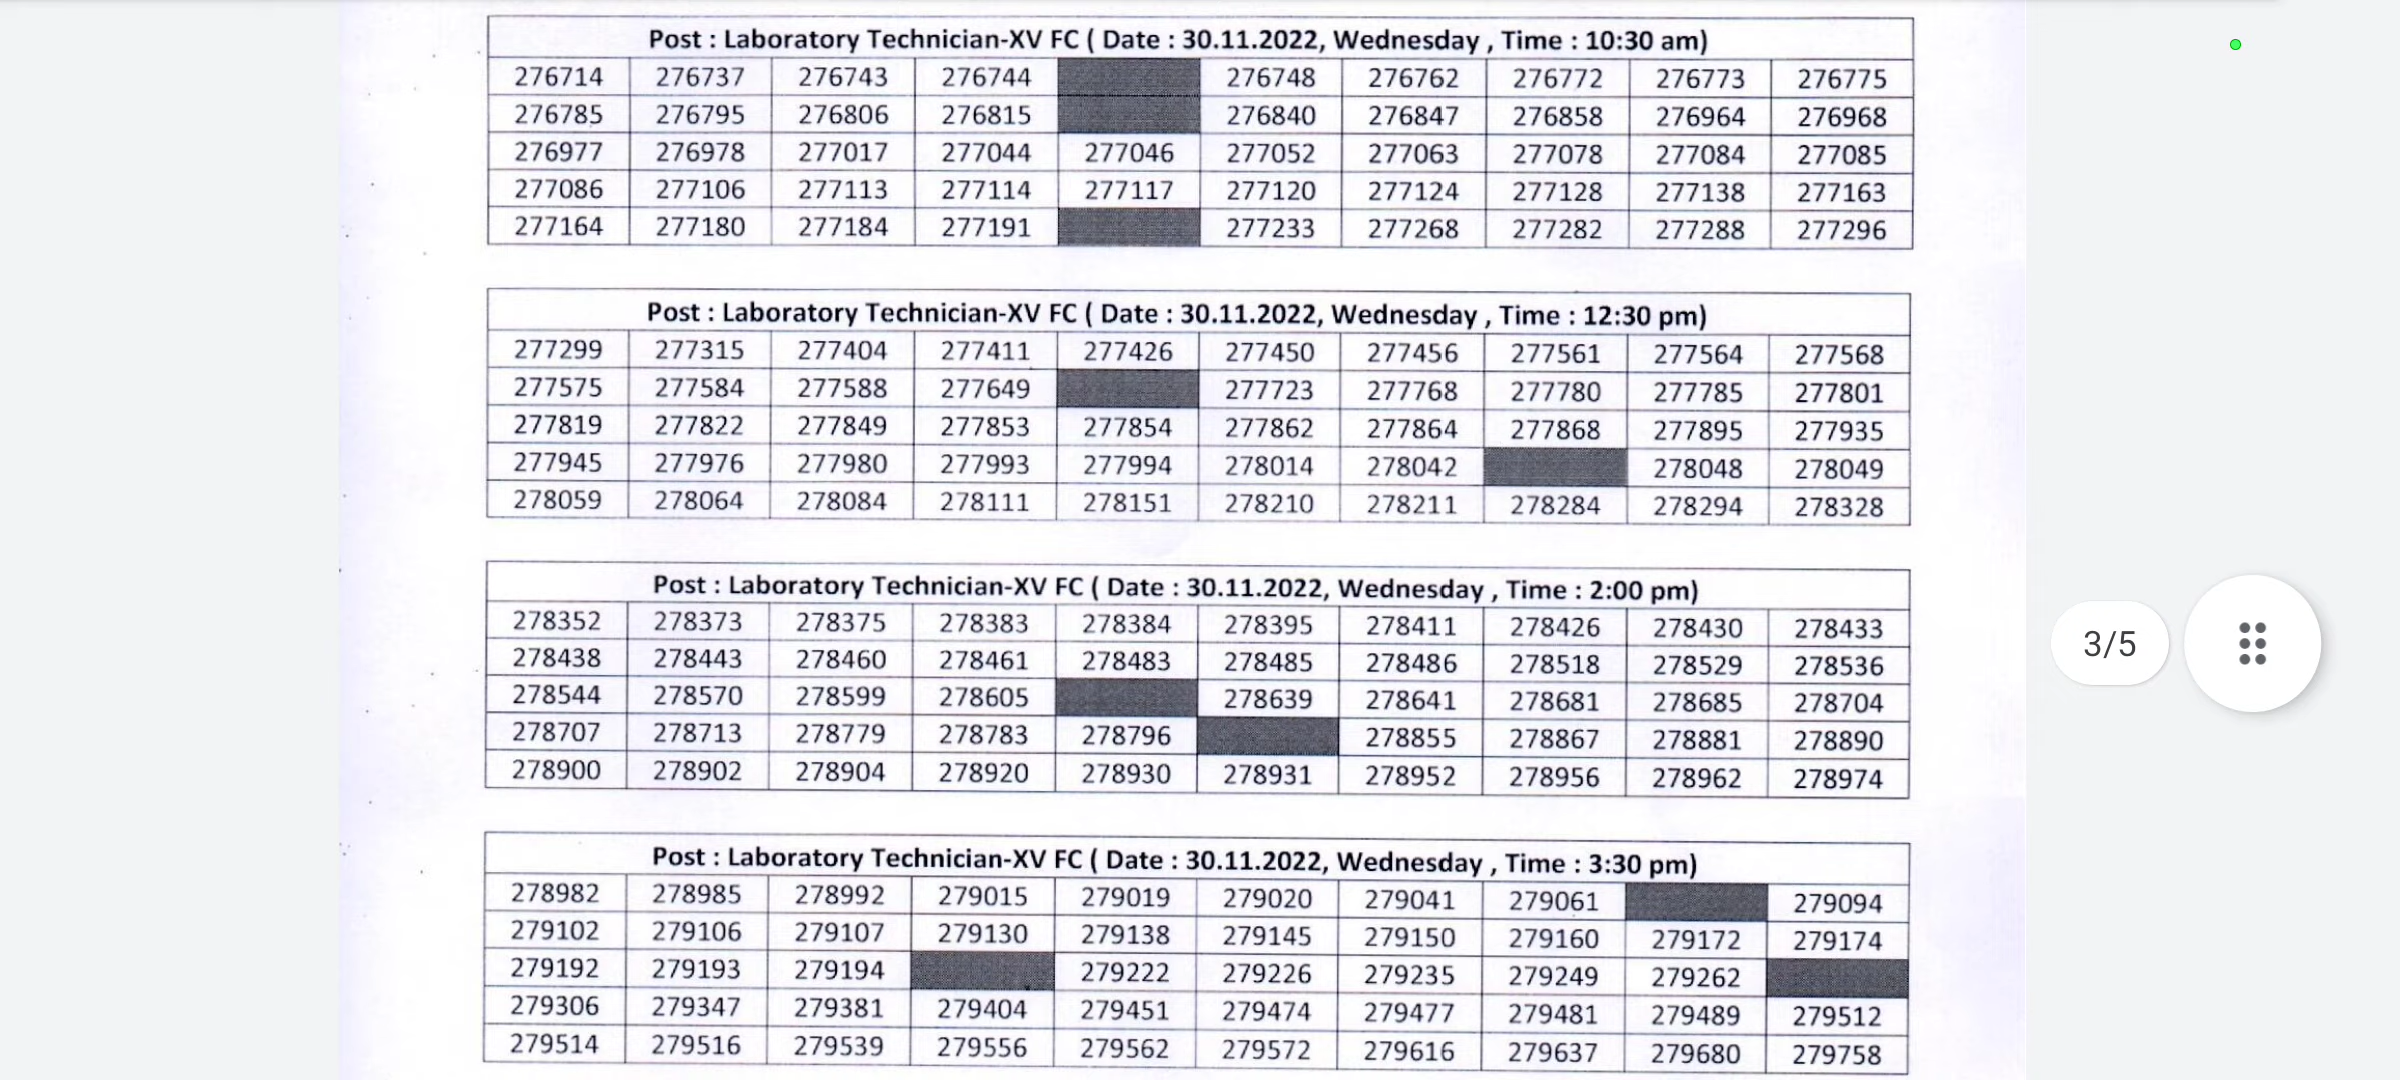 Post : Laboratory Technician-XV FC ( Date : 30.11.2022, Wednesday , Time : 10:30 am)
276714 276737 276743 276744 276748 276762 276772 276773 276775
276785 276795 276806 276815 276840 276847 276858 276964 276968
276977 276978 277017 277044 277046 277052 277063 277078 277084 277085
277086 277106 277113 277114 277117 277120 277124 277128 277138 277163
277164 277180 277184 277191 277233 277268 277282 277288 277296
Post : Laboratory Technician-XV FC ( Date : 30.11.2022, Wednesday , Time : 12:30 pm)
277299 277315 277404 277411 277426 277450 277456 277561 277564 277568
277575 277584 277588 277649 277723 277768 277780 277785 277801
277819 277822 277849 277853 277854 277862 277864 277868 277895 277935
277945 277976 277980 277993 277994 278014 278042 278048 278049
278059 278064 278084 278111 278151 278210 278211 278284 278294 278328
Post : Laboratory Technician-XV FC ( Date : 30.11.2022, Wednesday , Time : 2:00 pm)
278352 278373 278375 278383 278384 278395 278411 278426 278430 278433
278438 278443 278460 278461 278483 278485 278486 278518 278529 278536
278544 278570 278599 278605 278639 278641 278681 278685 278704
278707 278713 278779 278783 278796 278855 278867 278881 278890
278900 278902 278904 278920 278930 278931 278952 278956 278962 278974
3/5
Post : Laboratory Technician-XV FC ( Date : 30.11.2022, Wednesday , Time : 3:30 pm)
278982 278985 278992 279015 279019 279020 279041 279061 279094
279102 279106 279107 279130 279138 279145 279150 279160 279172 279174
279192 279193 279194 279222 279226 279235 279249 279262
279306 279347 279381 279404 279451 279474 279477 279481 279489 279512
279514 279516 279539 279556 279562 279572 279616 279637 279680 279758